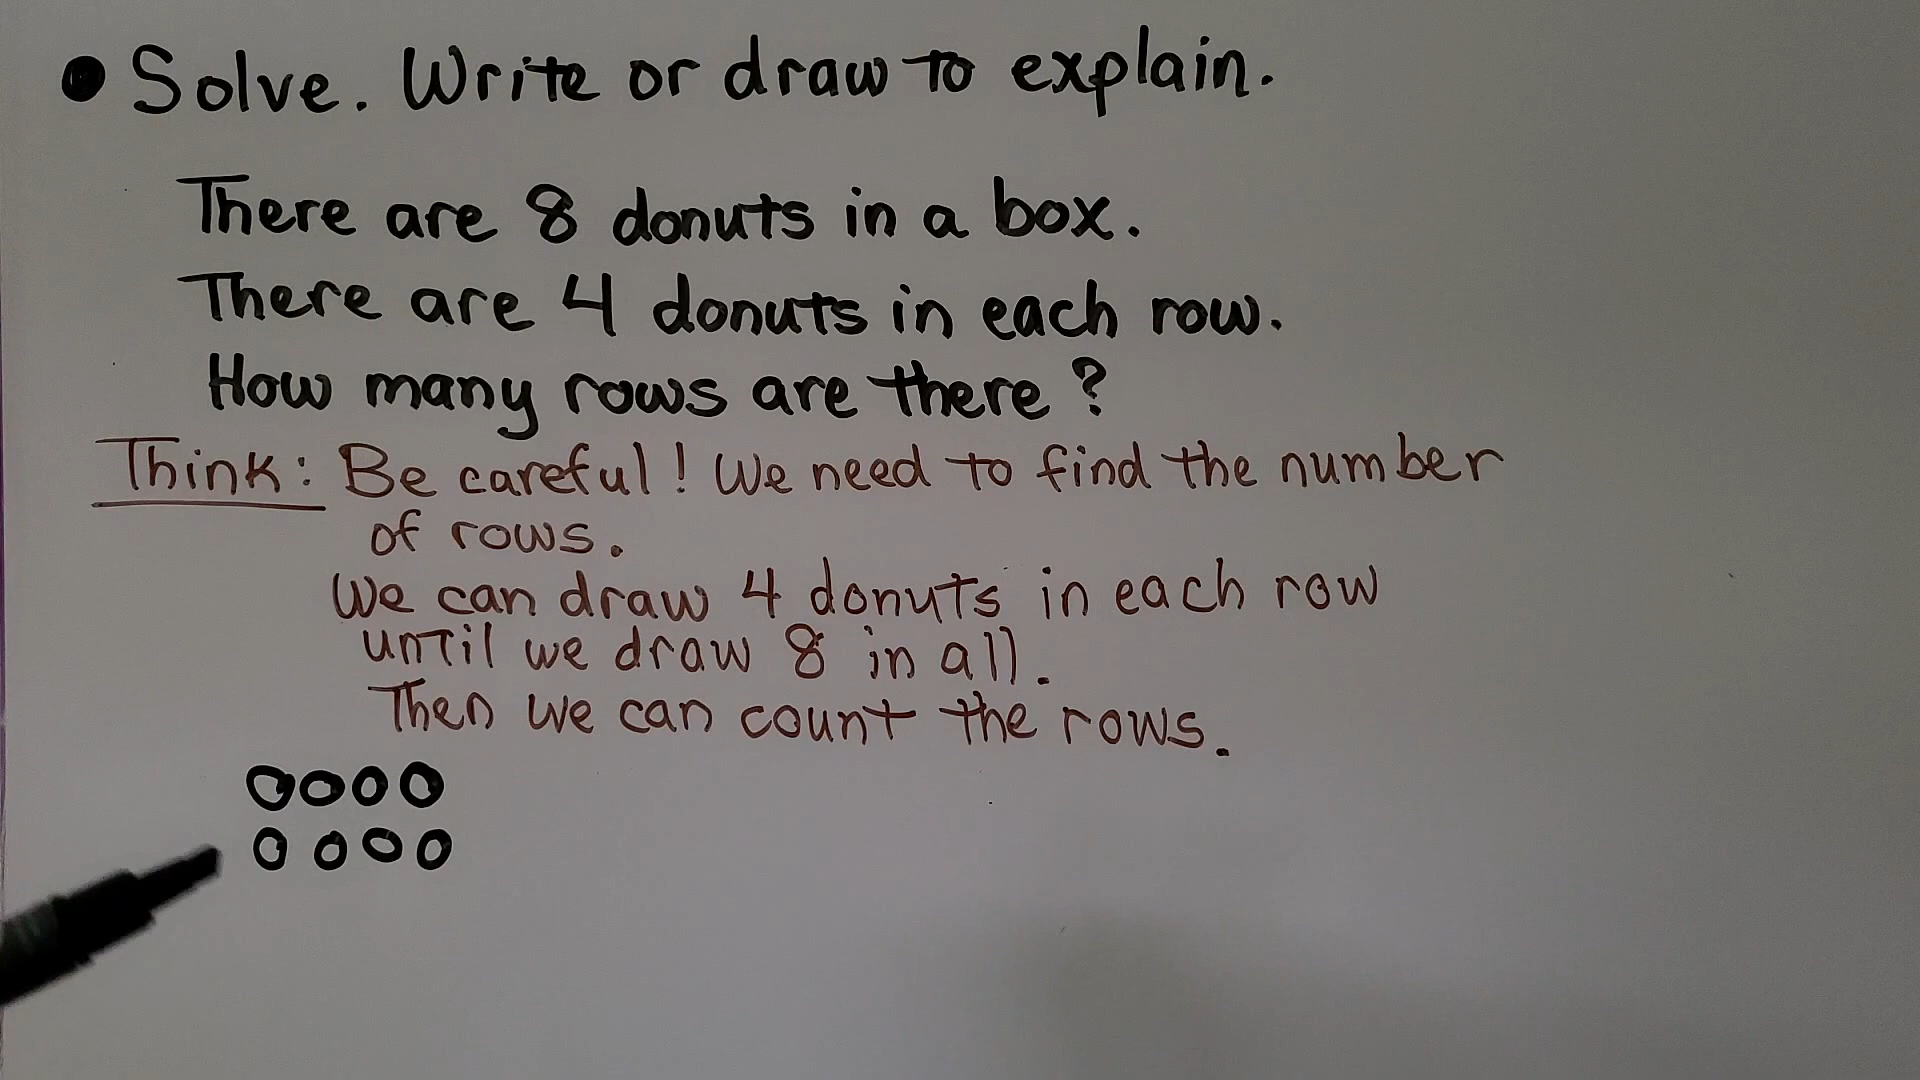 • Solve. Write or draw to explain.
There are 8 donuts in a box.
There are 4 donuts in each row.
How many rows are there?
Think: Be careful! We need to find the number
of rows.
We can draw 4 donuts in each row
until we draw 8 in all.
Then we can count the rows.